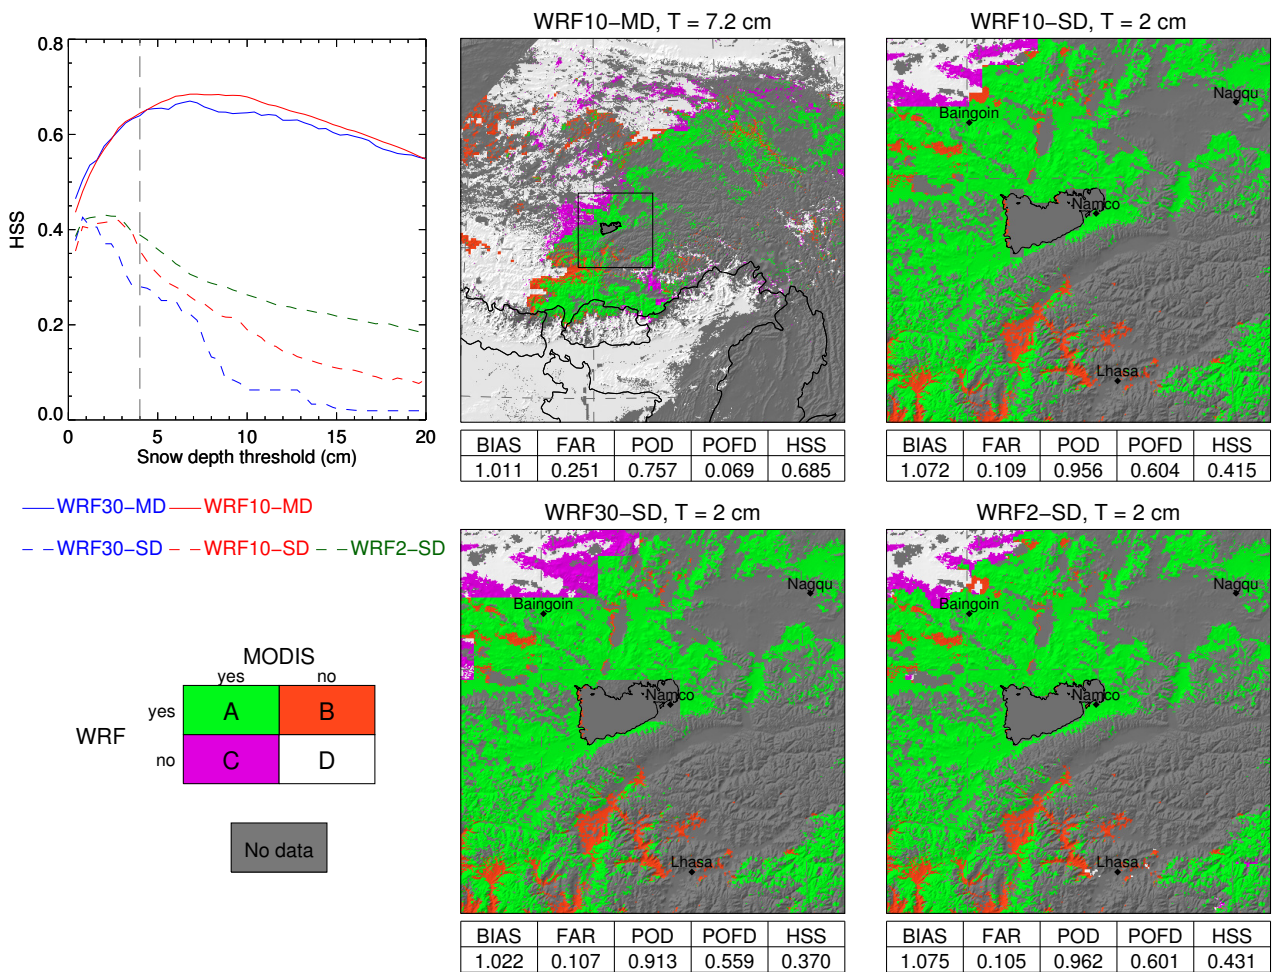 WRF10−MD, T = 7.2 cm
WRF10−SD, T = 2 cm
0.8
0.6
0.4
0.2
0.0
HSS
0 5 10 15 20
Snow depth threshold (cm)
WRF30−MD WRF10−MD
WRF30−SD WRF10−SD WRF2−SD
BIAS FAR POD POFD HSS
1.011 0.251 0.757 0.069 0.685
Nagqu
Baingoin
Namco
Lhasa
BIAS FAR POD POFD HSS
1.072 0.109 0.956 0.604 0.415
MODIS
yes no
WRF
yes A B
no C D
No data
WRF30−SD, T = 2 cm
Nagqu
Baingoin
Namco
Lhasa
BIAS FAR POD POFD HSS
1.022 0.107 0.913 0.559 0.370
WRF2−SD, T = 2 cm
Nagqu
Baingoin
Namco
Lhasa
BIAS FAR POD POFD HSS
1.075 0.105 0.962 0.601 0.431